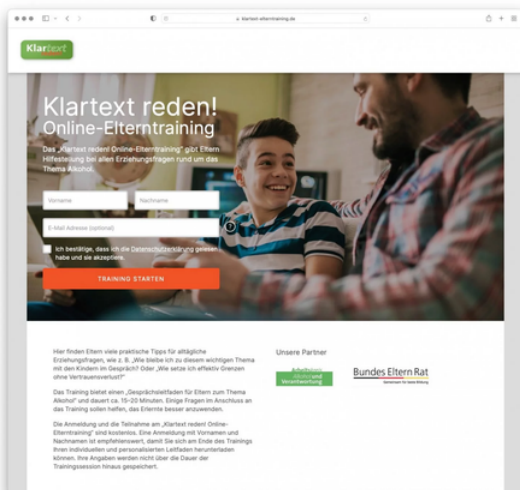 klartext-elterntraining.de
Klartext
Klartext reden!
Online-Elterntraining
Das „Klartext reden! Online-Elterntraining" gibt Eltern
Hilfestellung bei allen Erziehungsfragen rund um das
Thema Alkohol.
Vorname
Nachname
E-Mail Adresse (optional)
Ich bestätige, dass ich die Datenschutzerklärung gelesen
habe und sie akzeptiere.
TRAINING STARTEN
Hier finden Eltern viele praktische Tipps für alltägliche
Erziehungsfragen, wie z. B. „Wie bleibe ich zu diesem wichtigen Thema
mit den Kindern im Gespräch? Oder „Wie setze ich effektiv Grenzen
ohne Vertrauensverlust?"
Das Training bietet einen „Gesprächsleitfaden für Eltern zum Thema
Alkohol" und dauert ca. 15-20 Minuten. Einige Fragen im Anschluss an
das Training sollen helfen, das Erlernte besser anzuwenden.
Die Anmeldung und die Teilnahme am „Klartext reden! Online-
Elterntraining" sind kostenlos. Eine Anmeldung mit Vornamen und
Nachnamen ist empfehlenswert, damit Sie sich am Ende des Trainings
Ihren individuellen und personalisierten Leitfaden herunterladen
können. Ihre Angaben werden nicht über die Dauer der
Trainingssession hinaus gespeichert.
Unsere Partner
Arbeitskreis
Alkohol und
Verantwortung
Bundes Eltern Rat
Gemeinsam für beste Bildung